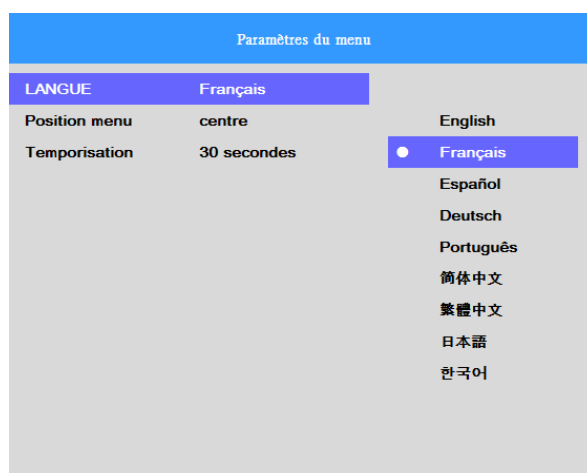 Paramètres du menu
LANGUE Français
Position menu centre
Temporisation 30 secondes
English
Français
Español
Deutsch
Português
简体中文
繁體中文
日本語
한국어